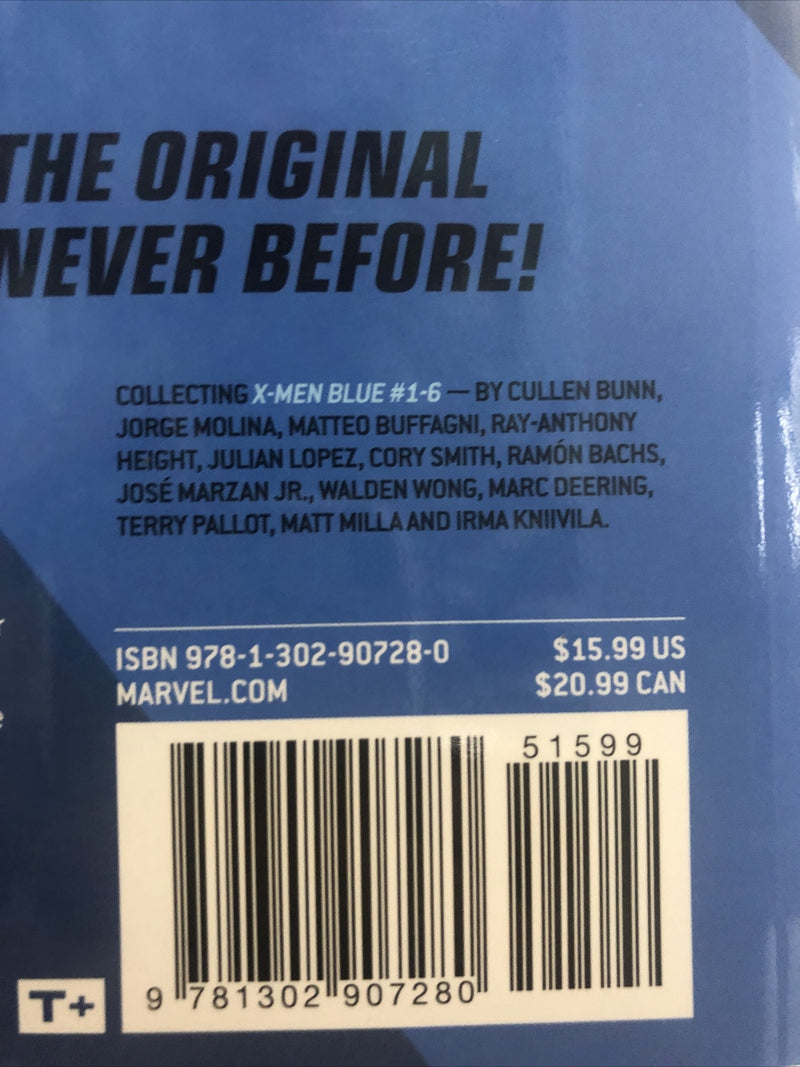 THE ORIGINAL
NEVER BEFORE!
COLLECTING X-MEN BLUE #1-6 — BY CULLEN BUNN,
JORGE MOLINA, MATTEO BUFFAGNI, RAY-ANTHONY
HEIGHT, JULIAN LOPEZ, CORY SMITH, RAMÓN BACHS,
JOSÉ MARZAN JR., WALDEN WONG, MARC DEERING,
TERRY PALLOT, MATT MILLA AND IRMA KNIIVILA.
ISBN 978-1-302-90728-0 $15.99 US
MARVEL.COM $20.99 CAN
51599
9 781302 907280
T+